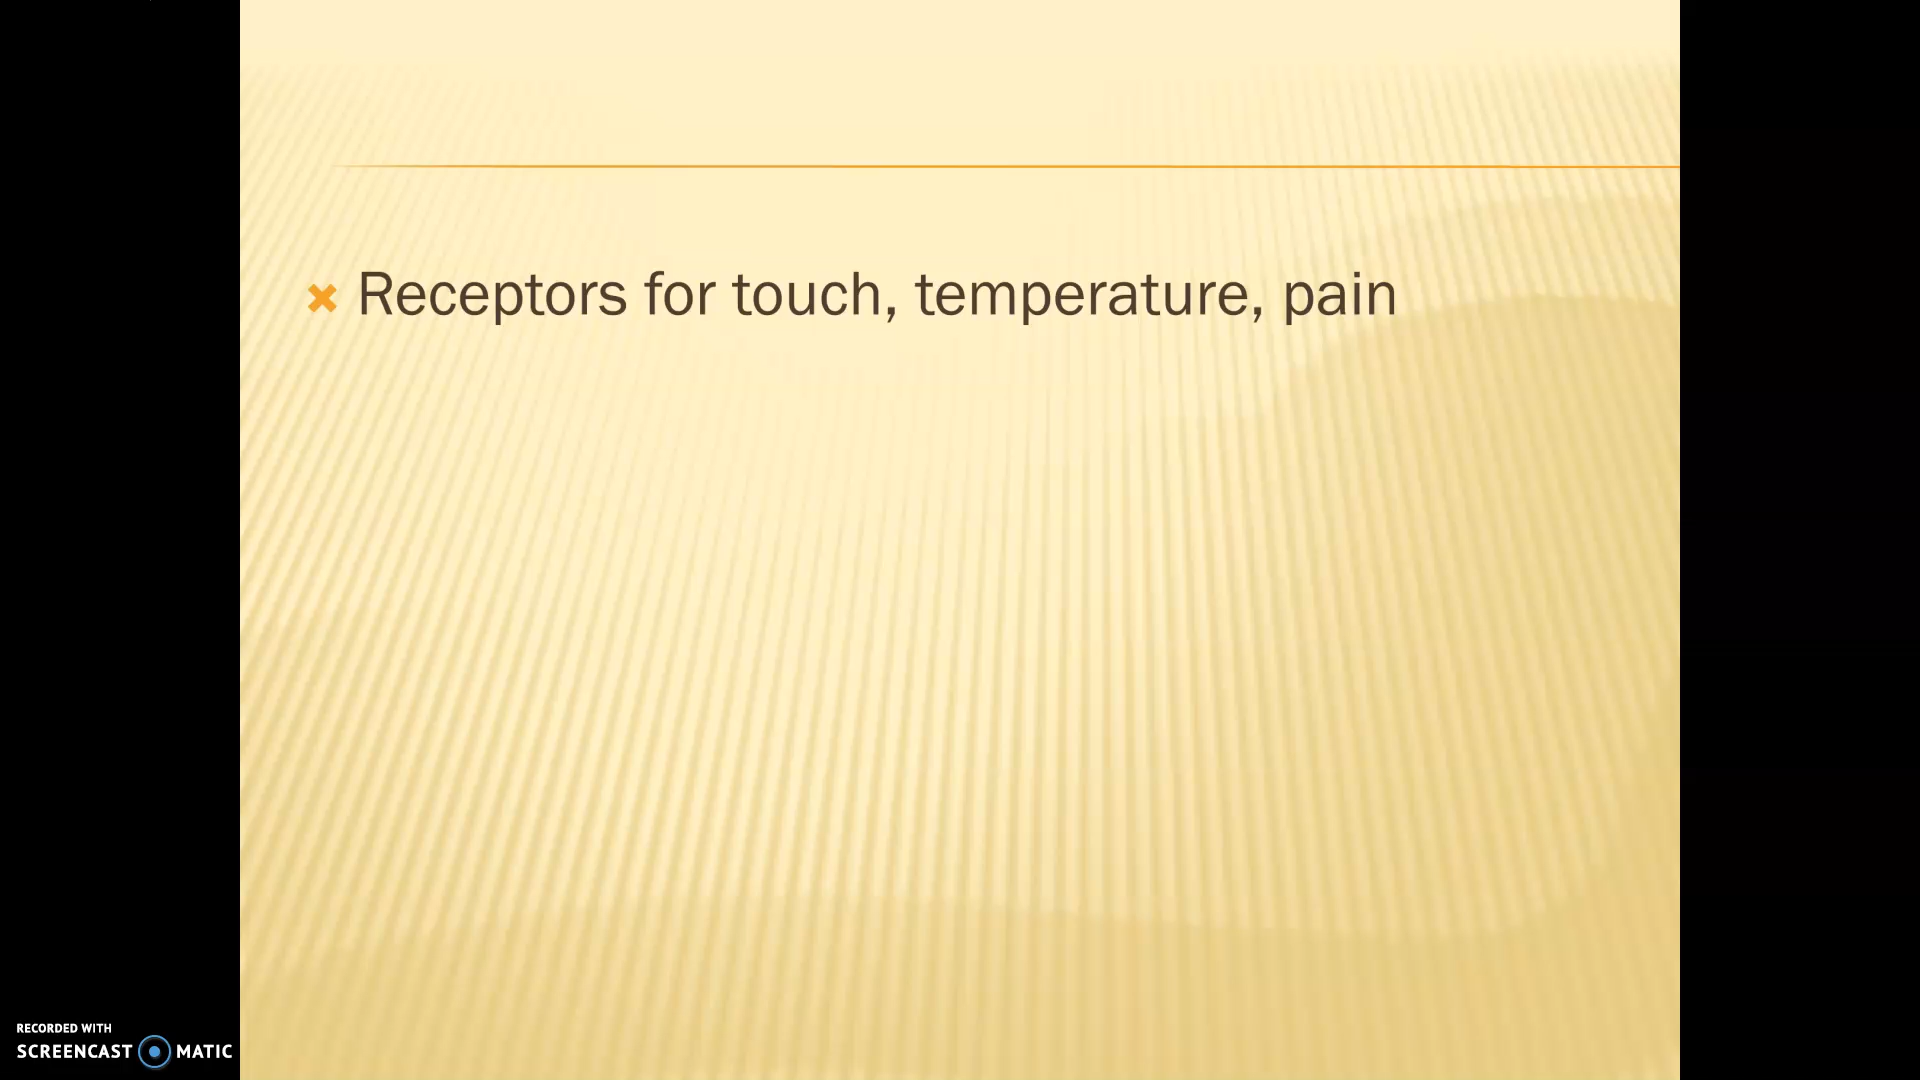 Receptors for touch, temperature, pain
RECORDED WITH
SCREENCAST MATIC